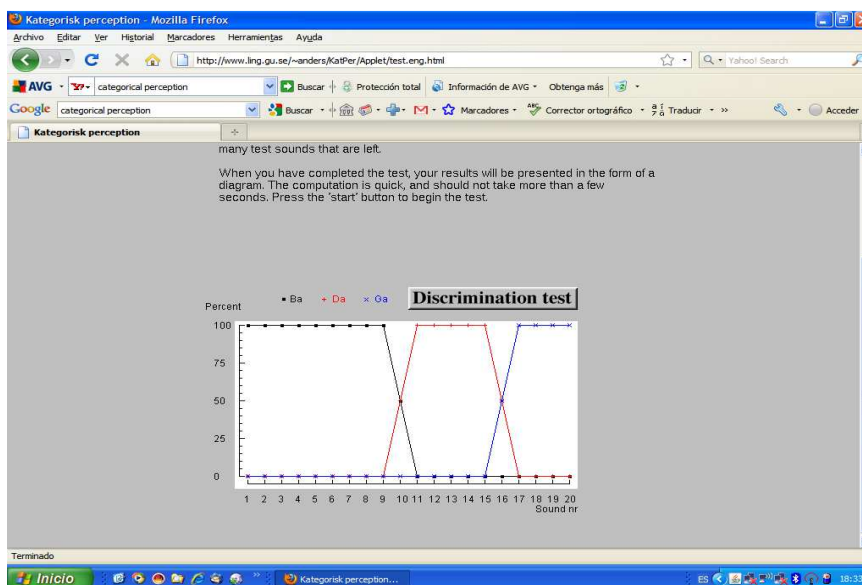 Kategorisk perception - Mozilla Firefox
Archivo Editar Ver Historial Marcadores Herramientas Ayuda
http://www.ling.gu.se/~anders/KatPer/Applet/test.eng.html Yahoo! Search
AVG categorical perception Buscar Protección total Información de AVG Obtenga más
Google categorical perception Buscar Marcadores Corrector ortográfico Traducir » Acceder
Kategorisk perception
many test sounds that are left.
When you have completed the test, your results will be presented in the form of a
diagram. The computation is quick, and should not take more than a few
seconds. Press the 'start' button to begin the test.
Ba Da Ga Discrimination test
Percent
100
75
50
25
0
1 2 3 4 5 6 7 8 9 10 11 12 13 14 15 16 17 18 19 20
Sound nr
Terminado
Inicio » Kategorisk perception... ES 18:33